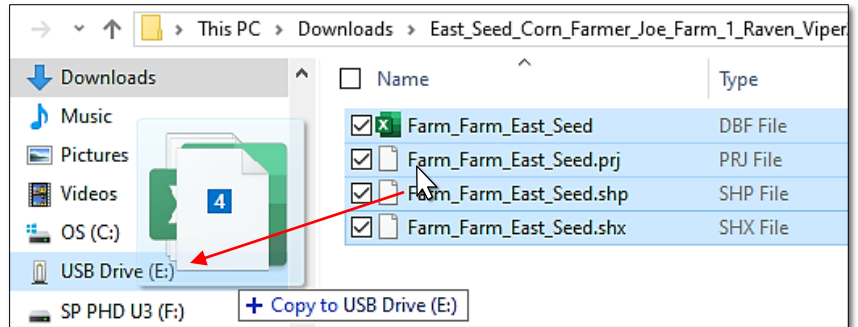 This PC > Downloads > East_Seed_Corn_Farmer_Joe_Farm_1_Raven_Viper
Downloads
Music
Pictures
Videos
OS (C:)
USB Drive (E:)
SP PHD U3 (F:)
4
Name Type
Farm_Farm_East_Seed DBF File
Farm_Farm_East_Seed.prj PRJ File
Farm_Farm_East_Seed.shp SHP File
Farm_Farm_East_Seed.shx SHX File
+ Copy to USB Drive (E:)